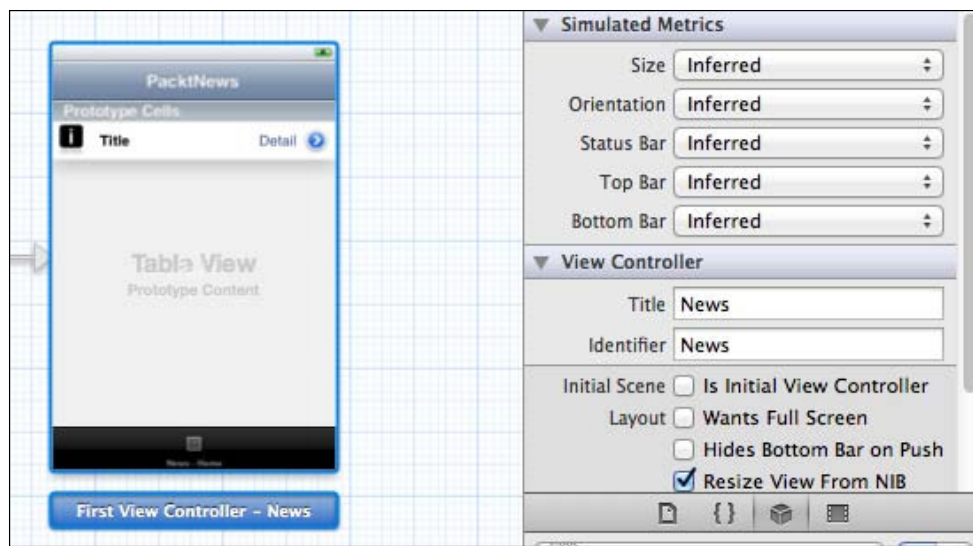 PacktNews
Prototype Cells
i Title Detail
Table View
Prototype Content
News - Home
First View Controller – News
Simulated Metrics
Size Inferred
Orientation Inferred
Status Bar Inferred
Top Bar Inferred
Bottom Bar Inferred
View Controller
Title News
Identifier News
Initial Scene Is Initial View Controller
Layout Wants Full Screen
Hides Bottom Bar on Push
Resize View From NIB
{ }